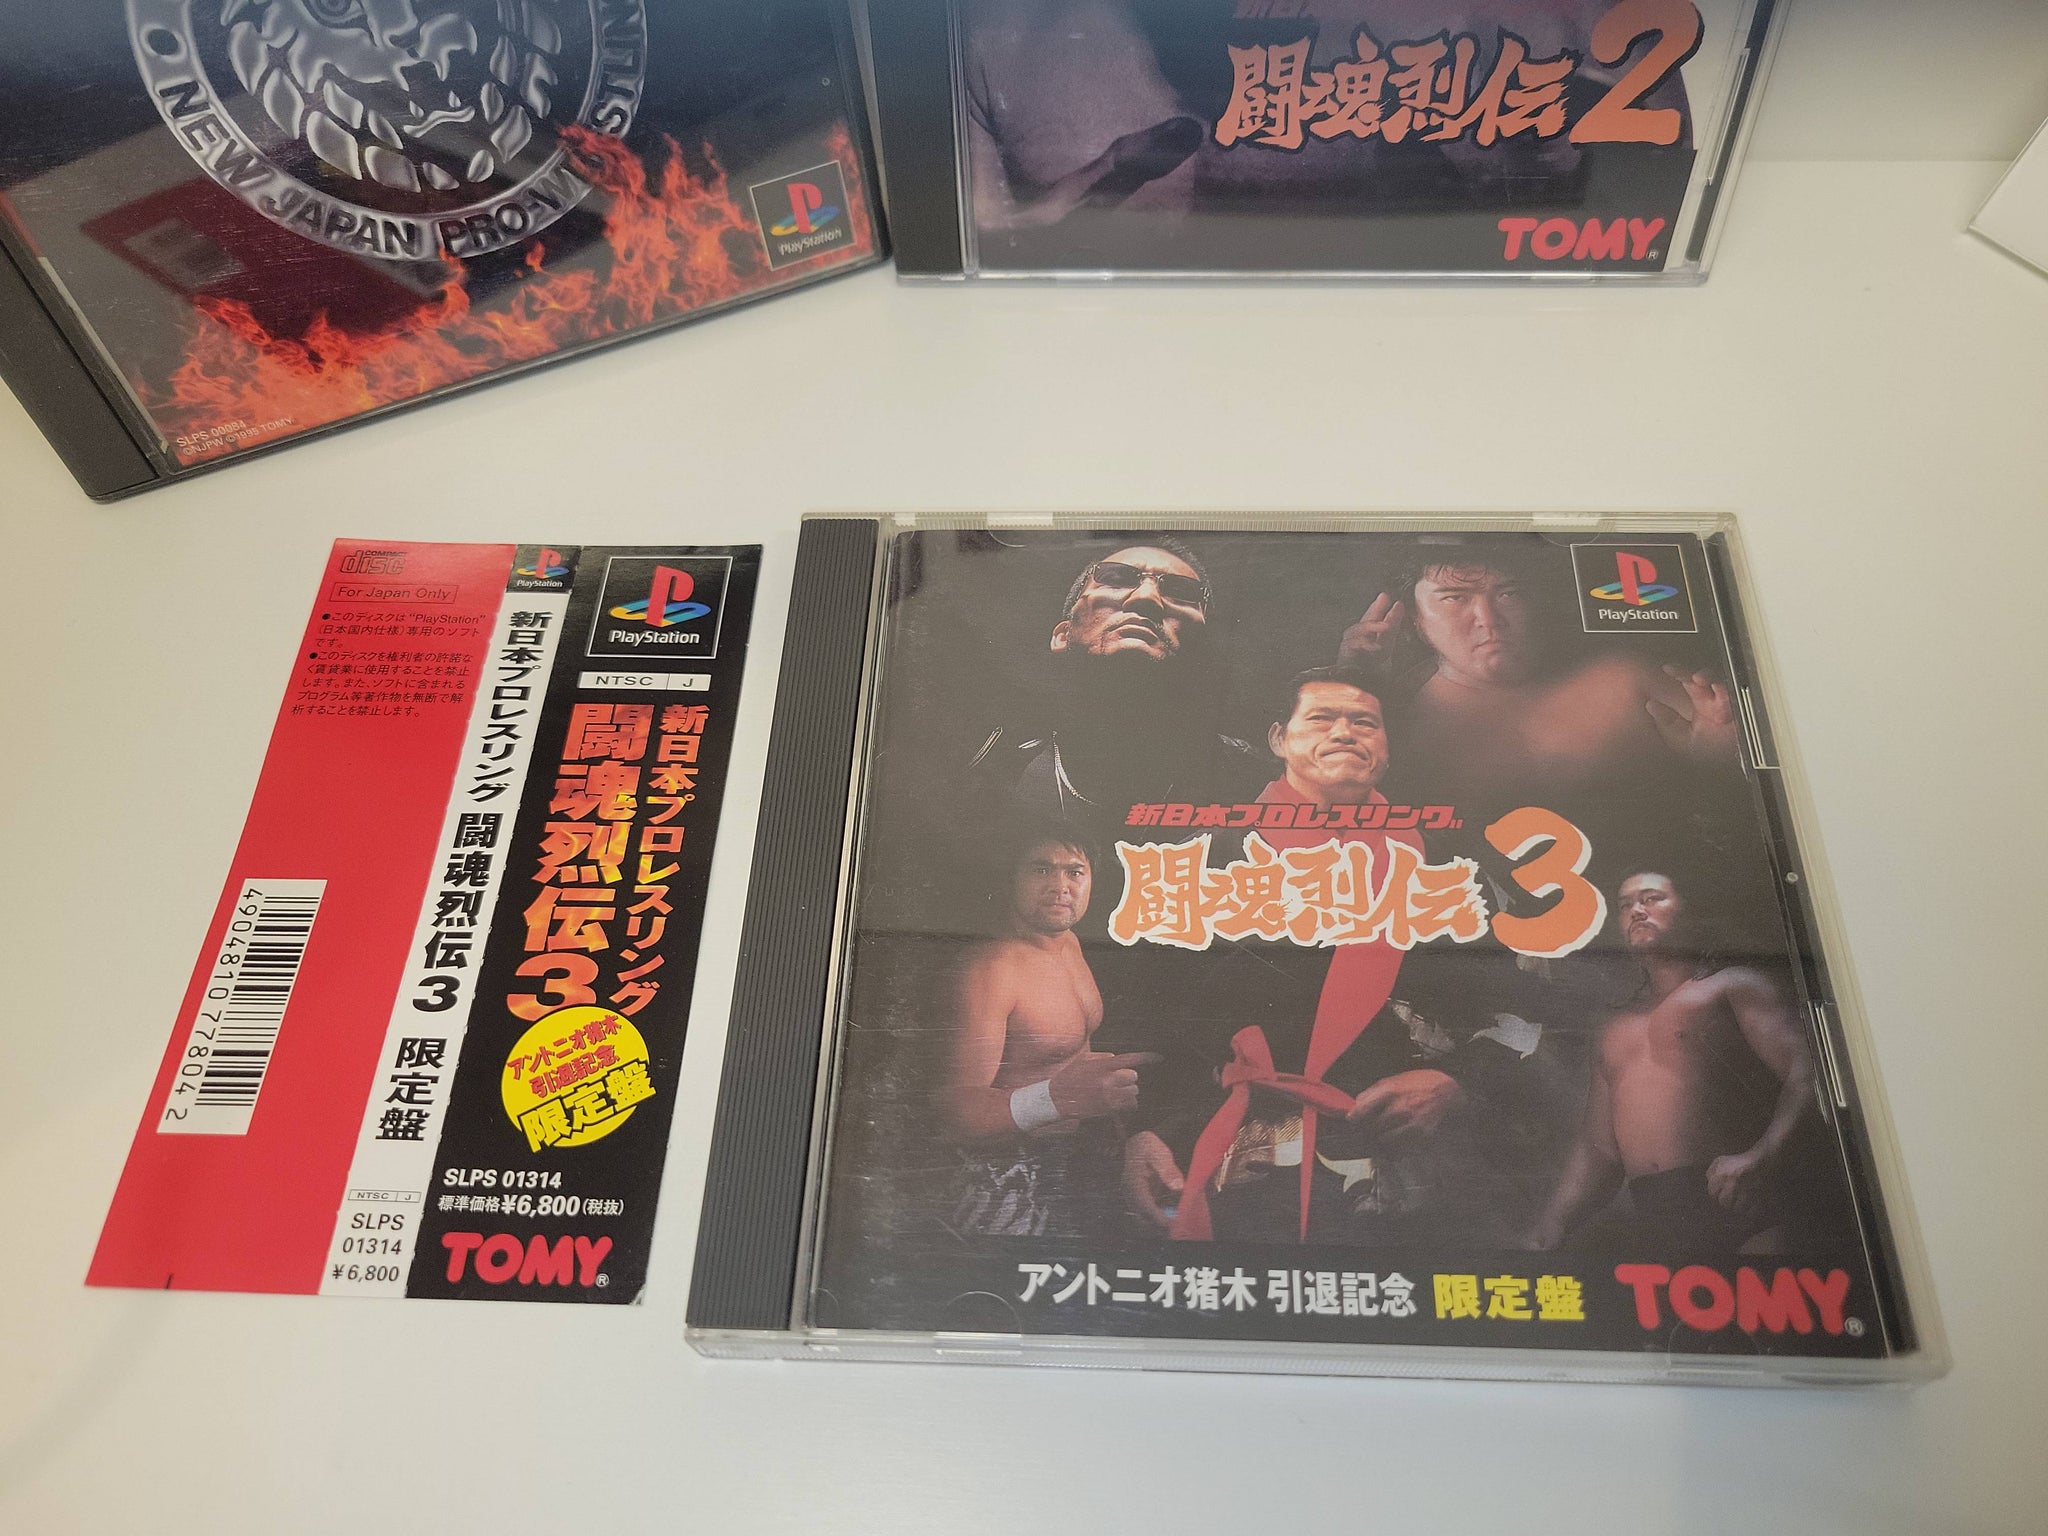 NEW JAPAN PRO-W
PlayStation
SLPS 00084
©NJPW ©1995 TOMY
闘魂烈伝2
TOMY®
COMPACT
disc
For Japan Only
●このディスクは"PlayStation"
(日本国内仕様)専用のソフト
です。
●このディスクを権利者の許諾な
く賃貸業に使用することを禁止
します。また、ソフトに含まれる
プログラム等著作物を無断で解
析することを禁止します。
4904810778042
PlayStation
新日本プロレスリング 闘魂烈伝3 限定盤
NTSC J
SLPS
01314
¥6,800
PlayStation
NTSC J
新日本プロレスリング
闘魂烈伝3
アントニオ猪木
引退記念
限定盤
SLPS 01314
標準価格¥6,800(税抜)
TOMY®
PlayStation
新日本プロレスリング
闘魂烈伝3
アントニオ猪木 引退記念 限定盤
TOMY®